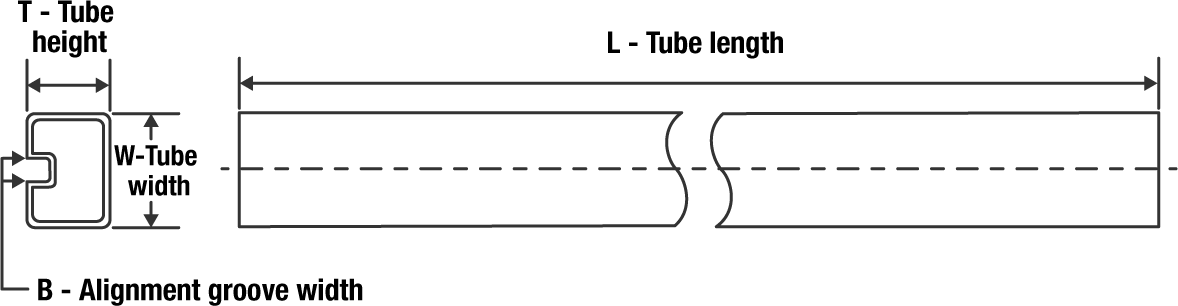 T - Tube
height
L - Tube length
W-Tube
width
B - Alignment groove width